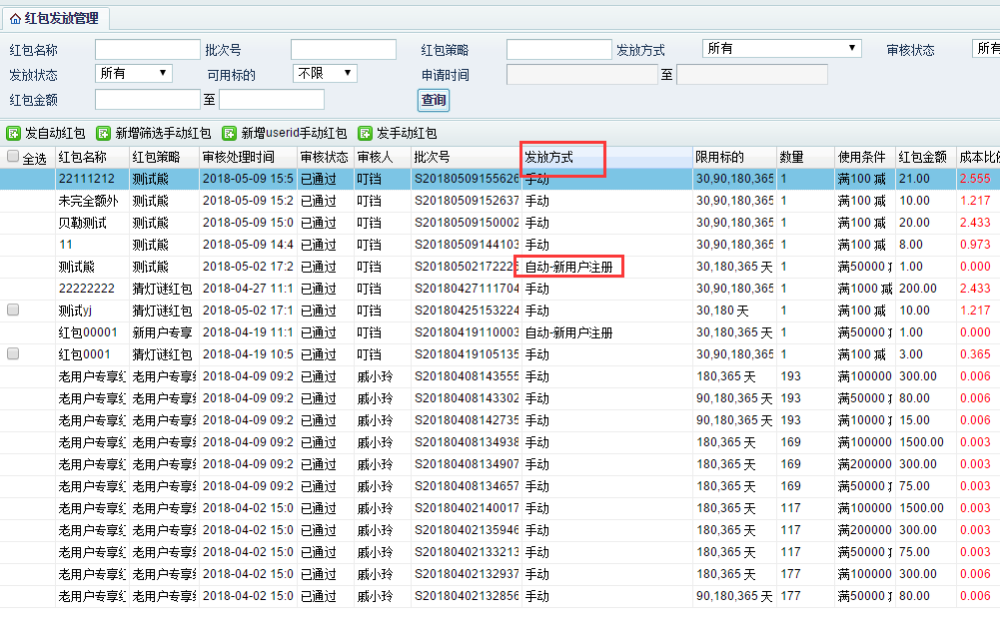 红包发放管理
红包名称 批次号 红包策略 发放方式 所有 审核状态 所有
发放状态 所有 可用标的 不限 申请时间 至
红包金额 至 查询
发自动红包 新增筛选手动红包 新增userid手动红包 发手动红包
全选 红包名称 红包策略 审核处理时间 审核状态 审核人 批次号 发放方式 限用标的 数量 使用条件 红包金额 成本比例
22111212 测试熊 2018-05-09 15:5 已通过 叮铛 S20180509155626 手动 30,90,180,365 1 满100 减 21.00 2.555
未完全额外 测试熊 2018-05-09 15:2 已通过 叮铛 S20180509152637 手动 30,90,180,365 1 满100 减 10.00 1.217
贝勒测试 测试熊 2018-05-09 15:0 已通过 叮铛 S20180509150002 手动 30,90,180,365 1 满100 减 20.00 2.433
11 测试熊 2018-05-09 14:4 已通过 叮铛 S20180509144103 手动 30,90,180,365 1 满100 减 8.00 0.973
测试熊 测试熊 2018-05-02 17:2 已通过 叮铛 S2018050217222 自动-新用户注册 30,180,365 天 1 满50000 1.00 0.000
22222222 猜灯谜红包 2018-04-27 11:1 已通过 叮铛 S20180427111704 手动 30,90,180,365 1 满1000 减 200.00 2.433
测试yj 猜灯谜红包 2018-05-02 17:1 已通过 叮铛 S20180425153224 手动 30,180 天 1 满100 减 10.00 1.217
红包00001 新用户专享 2018-04-19 11:1 已通过 叮铛 S20180419110003 自动-新用户注册 30,180,365 天 1 满50000 1.00 0.000
红包0001 猜灯谜红包 2018-04-19 10:5 已通过 叮铛 S20180419105135 手动 30,90,180,365 1 满100 减 3.00 0.365
老用户专享红 老用户专享 2018-04-09 09:2 已通过 戚小玲 S20180408143555 手动 180,365 天 193 满100000 300.00 0.006
老用户专享红 老用户专享 2018-04-09 09:2 已通过 戚小玲 S20180408143302 手动 90,180,365 天 193 满50000 80.00 0.006
老用户专享红 老用户专享 2018-04-09 09:2 已通过 戚小玲 S20180408142735 手动 90,180,365 天 193 满10000 15.00 0.006
老用户专享红 老用户专享 2018-04-09 09:2 已通过 戚小玲 S20180408134938 手动 180,365 天 169 满100000 1500.00 0.003
老用户专享红 老用户专享 2018-04-09 09:2 已通过 戚小玲 S20180408134907 手动 180,365 天 169 满200000 300.00 0.003
老用户专享红 老用户专享 2018-04-09 09:2 已通过 戚小玲 S20180408134657 手动 180,365 天 169 满50000 75.00 0.003
老用户专享红 老用户专享 2018-04-02 15:0 已通过 戚小玲 S20180402140017 手动 180,365 天 117 满100000 1500.00 0.003
老用户专享红 老用户专享 2018-04-02 15:0 已通过 戚小玲 S20180402135946 手动 180,365 天 117 满200000 300.00 0.003
老用户专享红 老用户专享 2018-04-02 15:0 已通过 戚小玲 S20180402133213 手动 180,365 天 117 满50000 75.00 0.003
老用户专享红 老用户专享 2018-04-02 15:0 已通过 戚小玲 S20180402132937 手动 180,365 天 177 满100000 300.00 0.006
老用户专享红 老用户专享 2018-04-02 15:0 已通过 戚小玲 S20180402132856 手动 90,180,365 天 177 满50000 80.00 0.006